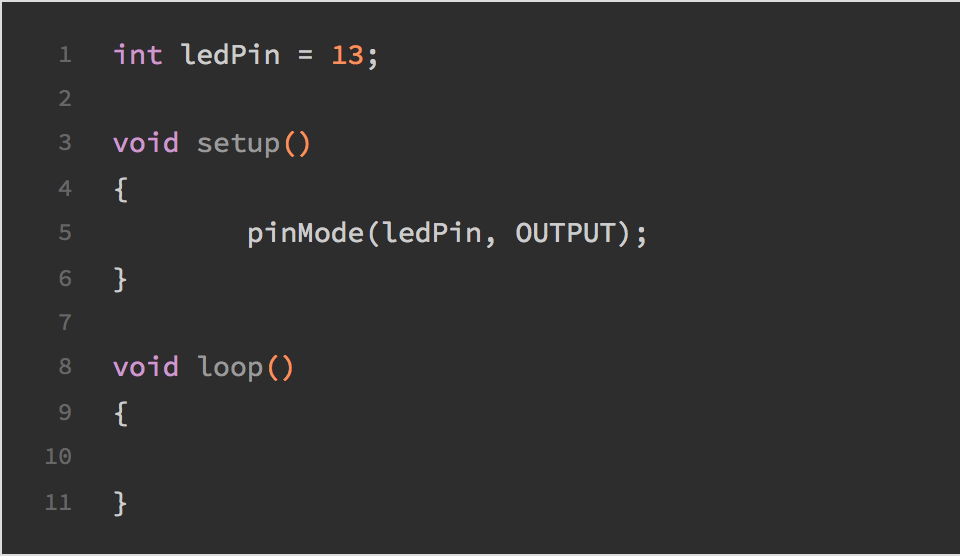 1 int ledPin = 13;
2
3 void setup()
4 {
5         pinMode(ledPin, OUTPUT);
6 }
7
8 void loop()
9 {
10
11 }